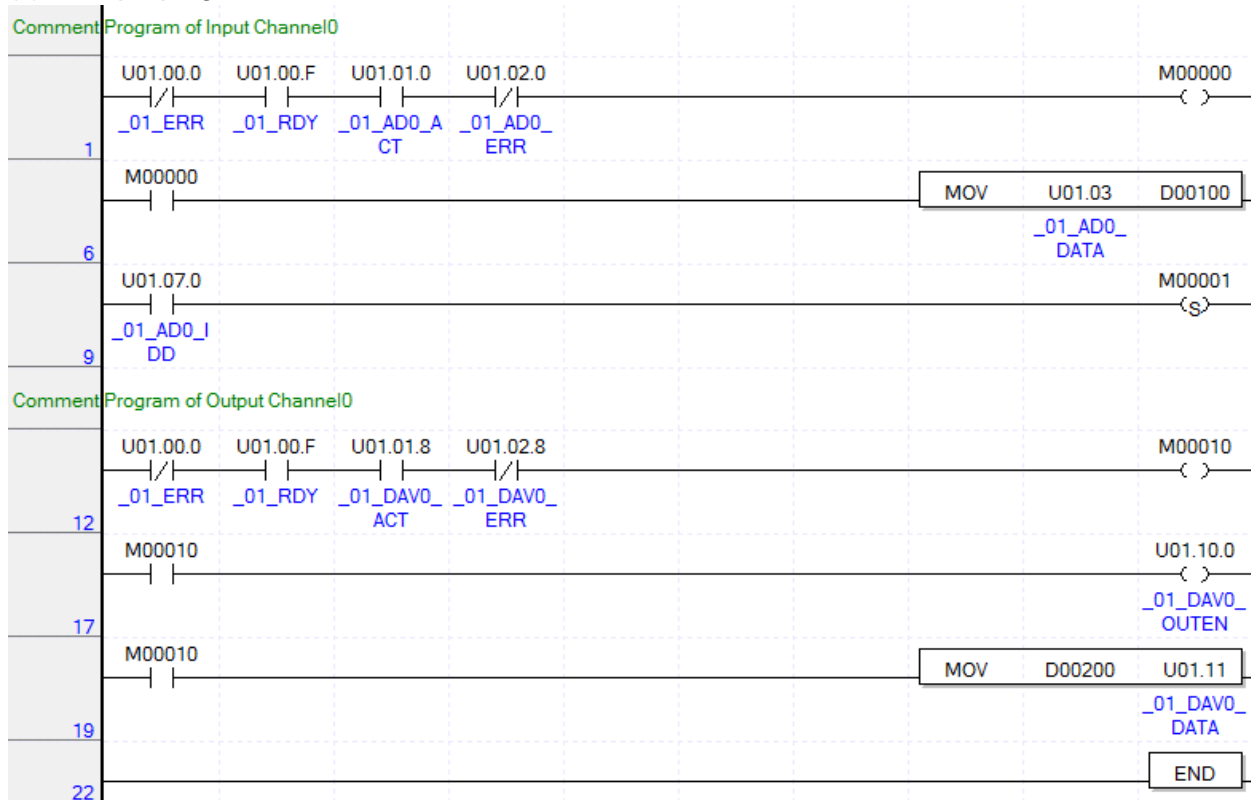 Comment Program of Input Channel0
U01.00.0 U01.00.F U01.01.0 U01.02.0 M00000
_01_ERR _01_RDY _01_AD0_A _01_AD0_
CT ERR
1
M00000
MOV U01.03 D00100
_01_AD0_
DATA
6
U01.07.0 M00001
S
_01_AD0_I
DD
9
Comment Program of Output Channel0
U01.00.0 U01.00.F U01.01.8 U01.02.8 M00010
_01_ERR _01_RDY _01_DAV0_ _01_DAV0_
ACT ERR
12
M00010 U01.10.0
_01_DAV0_
OUTEN
17
M00010
MOV D00200 U01.11
_01_DAV0_
DATA
19
END
22